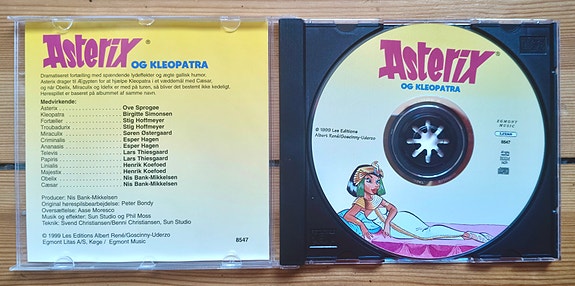 Asterix ®
OG KLEOPATRA
Dramatiseret fortælling med spændende lydeffekter og ægte gallisk humor.
Asterix drager til Ægypten for at hjælpe Kleopatra i et væddemål med Cæsar,
og når Obelix, Miraculix og Idefix er med på turen, så bliver det bestemt ikke kedeligt.
Hørespillet er baseret på albummet af samme navn.
Medvirkende:
Asterix Ove Sprogøe
Kleopatra Birgitte Simonsen
Fortæller Stig Hoffmeyer
Troubadurix Stig Hoffmeyer
Miraculix Søren Østergaard
Criminalis Esper Hagen
Ananasis Esper Hagen
Televis Lars Thiesgaard
Papiris Lars Thiesgaard
Linialis Henrik Koefoed
Majestix Henrik Koefoed
Obelix Nis Bank-Mikkelsen
Cæsar Nis Bank-Mikkelsen
Producer: Nis Bank-Mikkelsen
Original hørespilsbearbejdelse: Peter Bondy
Oversættelse: Aase Moresco
Musik og effekter: Sun Studio og Phil Moss
Teknik: Svend Christiansen/Benni Christiansen, Sun Studio
© 1999 Les Editions Albert René/Goscinny-Uderzo
Egmont Litas A/S, Køge / Egmont Music
8547
Asterix ®
OG KLEOPATRA
© 1999 Les Editions
Albert René/Goscinny-Uderzo
EGMONT
MUSIC
8547